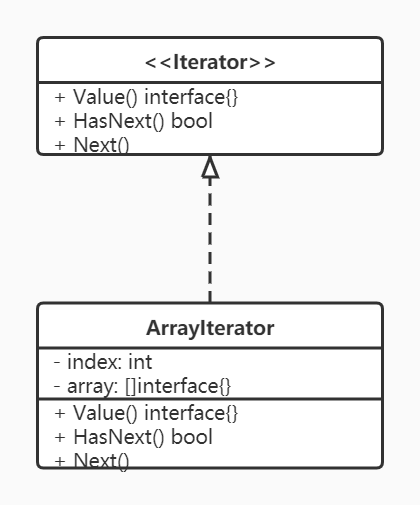 <<Iterator>>
+ Value() interface{}
+ HasNext() bool
+ Next()
ArrayIterator
- index: int
- array: []interface{}
+ Value() interface{}
+ HasNext() bool
+ Next()